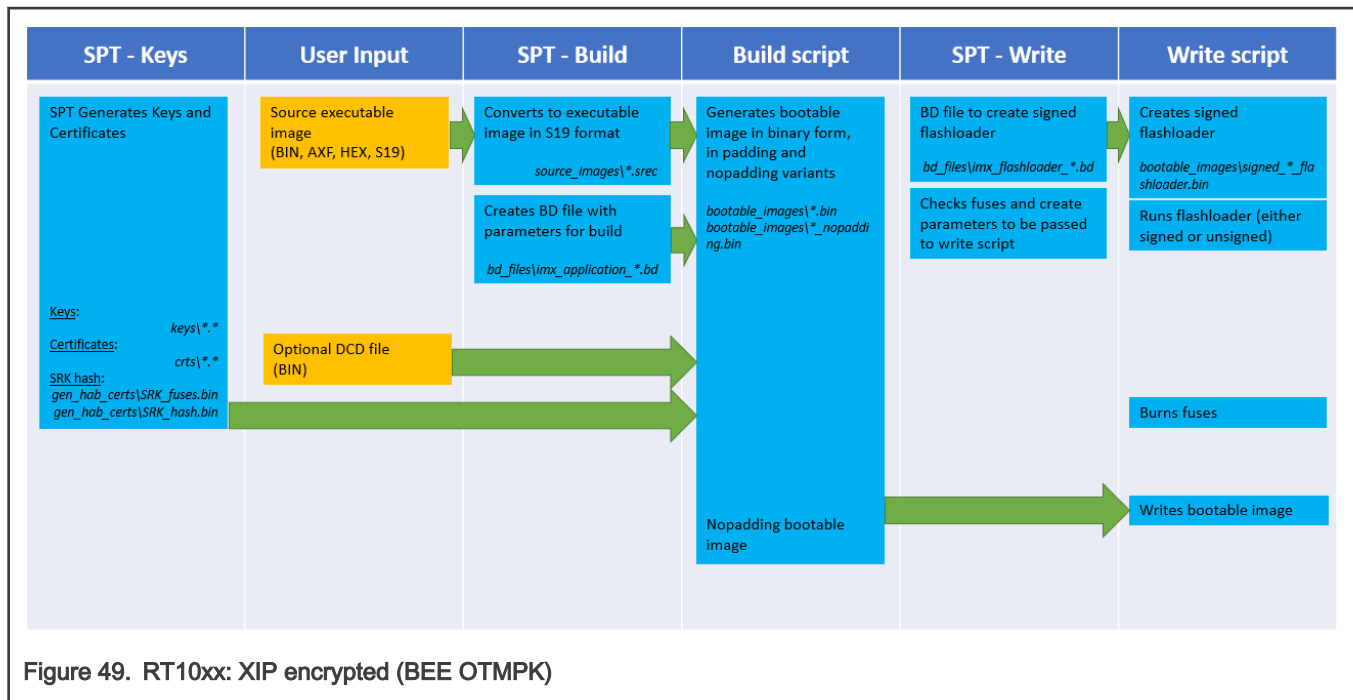 SPT - Keys
User Input
SPT - Build
Build script
SPT - Write
Write script
SPT Generates Keys and
Certificates
Keys:
keys\*.*
Certificates:
crts\*.*
SRK hash:
gen_hab_certs\SRK_fuses.bin
gen_hab_certs\SRK_hash.bin
Source executable
image
(BIN, AXF, HEX, S19)
Optional DCD file
(BIN)
Converts to executable
image in S19 format
source_images\*.srec
Creates BD file with
parameters for build
bd_files\imx_application_*.bd
Generates bootable
image in binary form,
in padding and
nopadding variants
bootable_images\*.bin
bootable_images\*_nopaddi
ng.bin
Nopadding bootable
image
BD file to create signed
flashloader
bd_files\imx_flashloader_*.bd
Checks fuses and create
parameters to be passed
to write script
Creates signed
flashloader
bootable_images\signed_*_fla
shloader.bin
Runs flashloader (either
signed or unsigned)
Burns fuses
Writes bootable image
Figure 49. RT10xx: XIP encrypted (BEE OTMPK)